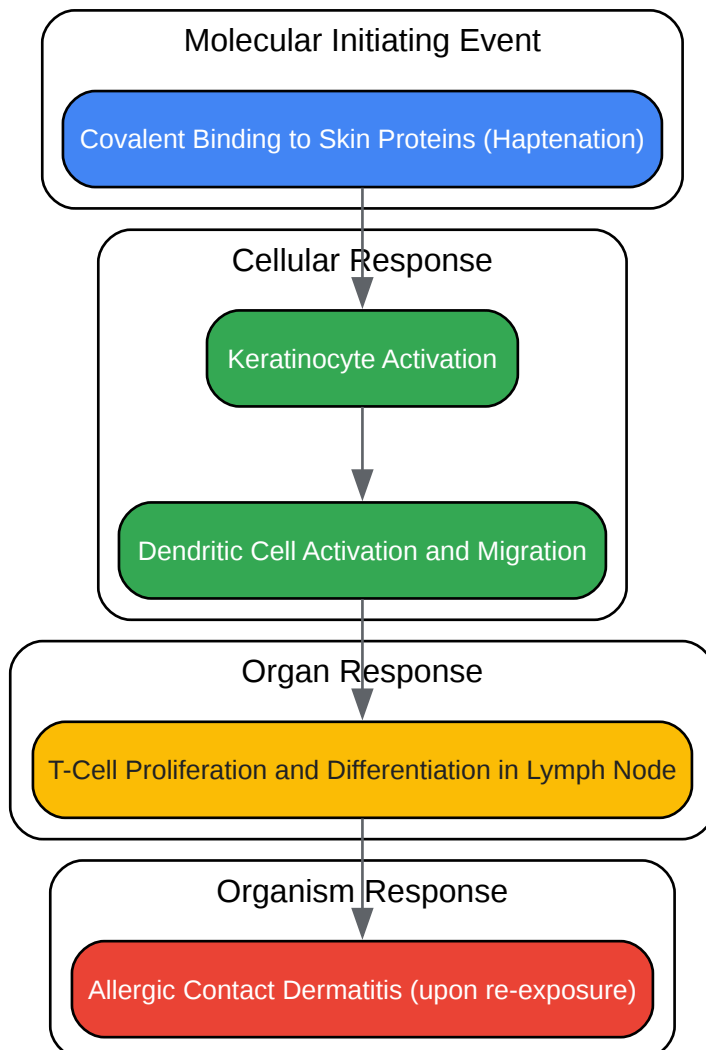 Molecular Initiating Event
Covalent Binding to Skin Proteins (Haptenation)
Cellular Response
Keratinocyte Activation
Dendritic Cell Activation and Migration
Organ Response
T-Cell Proliferation and Differentiation in Lymph Node
Organism Response
Allergic Contact Dermatitis (upon re-exposure)